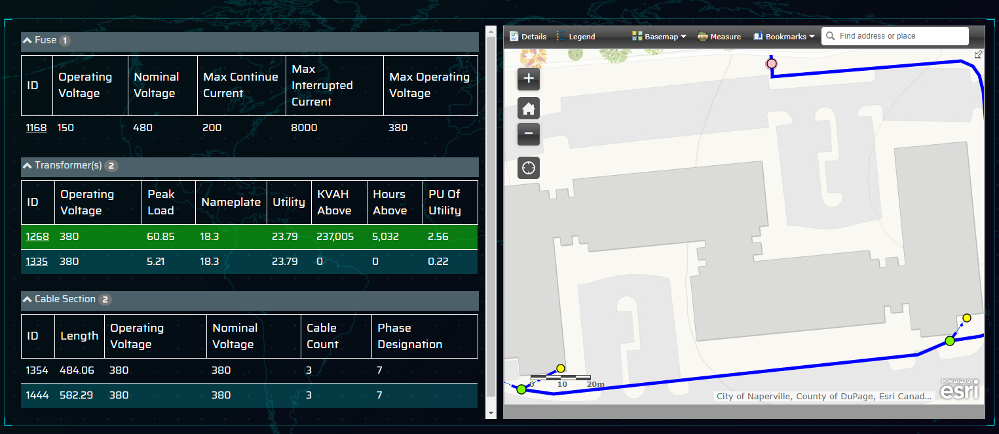 Fuse 1
ID Operating Voltage Nominal Voltage Max Continue Current Max Interrupted Current Max Operating Voltage
1168 150 480 200 8000 380
Transformer(s) 2
ID Operating Voltage Peak Load Nameplate Utility KVAH Above Hours Above PU Of Utility
1268 380 60.85 18.3 23.79 237,005 5,032 2.56
1335 380 5.21 18.3 23.79 0 0 0.22
Cable Section 2
ID Length Operating Voltage Nominal Voltage Cable Count Phase Designation
1354 484.06 380 380 3 7
1444 582.29 380 380 3 7
Details Legend Basemap Measure Bookmarks Find address or place
+
−
0 10 20m
POWERED BY
esri
City of Naperville, County of DuPage, Esri Canad...